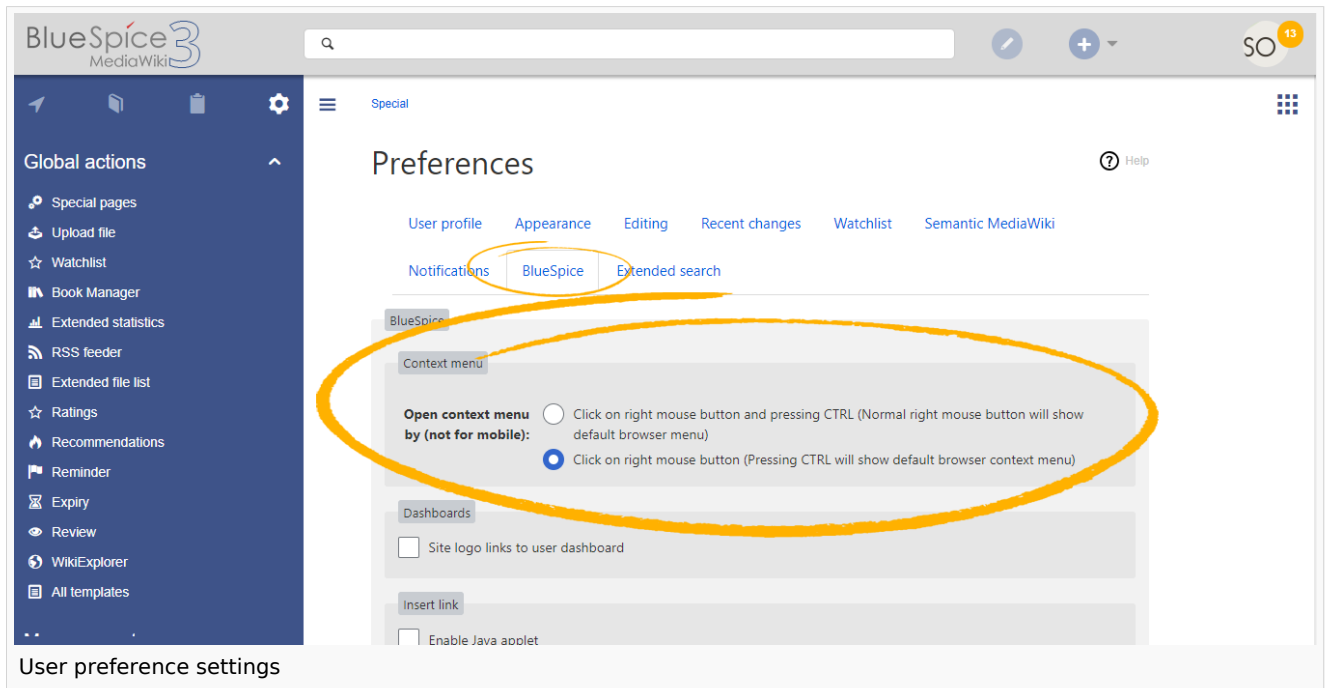 BlueSpice3
MediaWiki
SO
13
Special
Global actions
Preferences
Help
Special pages
Upload file
Watchlist
Book Manager
Extended statistics
RSS feeder
Extended file list
Ratings
Recommendations
Reminder
Expiry
Review
WikiExplorer
All templates
User profile Appearance Editing Recent changes Watchlist Semantic MediaWiki
Notifications BlueSpice Extended search
BlueSpice
Context menu
Open context menu
by (not for mobile):
Click on right mouse button and pressing CTRL (Normal right mouse button will show
default browser menu)
Click on right mouse button (Pressing CTRL will show default browser context menu)
Dashboards
Site logo links to user dashboard
Insert link
Enable Java applet
User preference settings